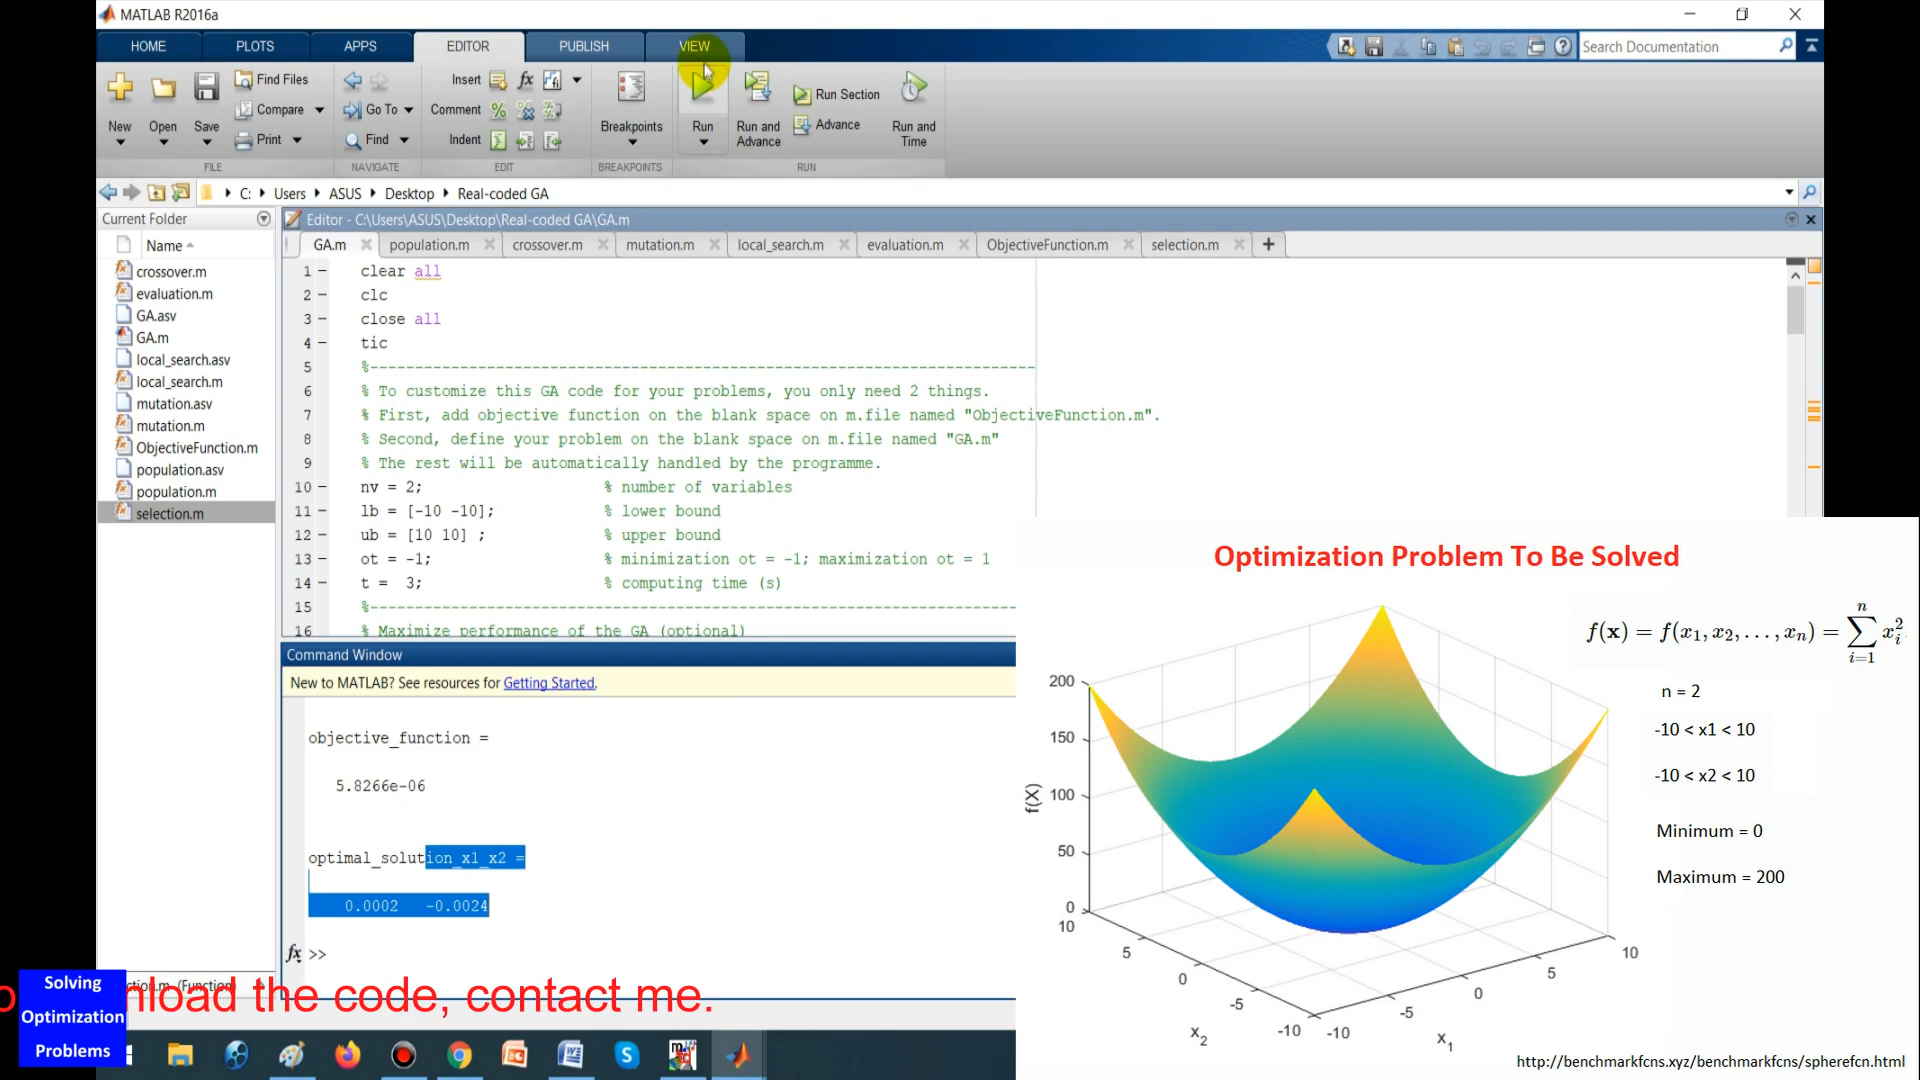 MATLAB R2016a
HOME PLOTS APPS EDITOR PUBLISH VIEW
Search Documentation
New Open Save Find Files Compare Print
Go To Find
Insert fx Comment Indent
Breakpoints
Run Run and Advance Run Section Advance Run and Time
FILE NAVIGATE EDIT BREAKPOINTS RUN
C: Users ASUS Desktop Real-coded GA
Current Folder
Name
crossover.m
evaluation.m
GA.asv
GA.m
local_search.asv
local_search.m
mutation.asv
mutation.m
ObjectiveFunction.m
population.asv
population.m
selection.m
Editor - C:\Users\ASUS\Desktop\Real-coded GA\GA.m
GA.m population.m crossover.m mutation.m local_search.m evaluation.m ObjectiveFunction.m selection.m
1 clear all
2 clc
3 close all
4 tic
5 %--------------------------------------------------------------------------
6 % To customize this GA code for your problems, you only need 2 things.
7 % First, add objective function on the blank space on m.file named "ObjectiveFunction.m".
8 % Second, define your problem on the blank space on m.file named "GA.m"
9 % The rest will be automatically handled by the programme.
10 nv = 2; % number of variables
11 lb = [-10 -10]; % lower bound
12 ub = [10 10] ; % upper bound
13 ot = -1; % minimization ot = -1; maximization ot = 1
14 t = 3; % computing time (s)
15 %--------------------------------------------------------------------------
16 % Maximize performance of the GA (optional)
Command Window
New to MATLAB? See resources for Getting Started.
objective_function =
5.8266e-06
optimal_solution_x1_x2 =
0.0002 -0.0024
fx >>
Optimization Problem To Be Solved
f(x) = f(x₁, x₂, . . . , xₙ) = ∑ⁿᵢ₌₁ xᵢ²
n = 2
-10 < x1 < 10
-10 < x2 < 10
Minimum = 0
Maximum = 200
f(X)
200
150
100
50
0
10 5 0 -5 -10
x₂
-10 -5 0 5 10
x₁
http://benchmarkfcns.xyz/benchmarkfcns/spherefcn.html
nload the code, contact me.
Solving
Optimization
Problems